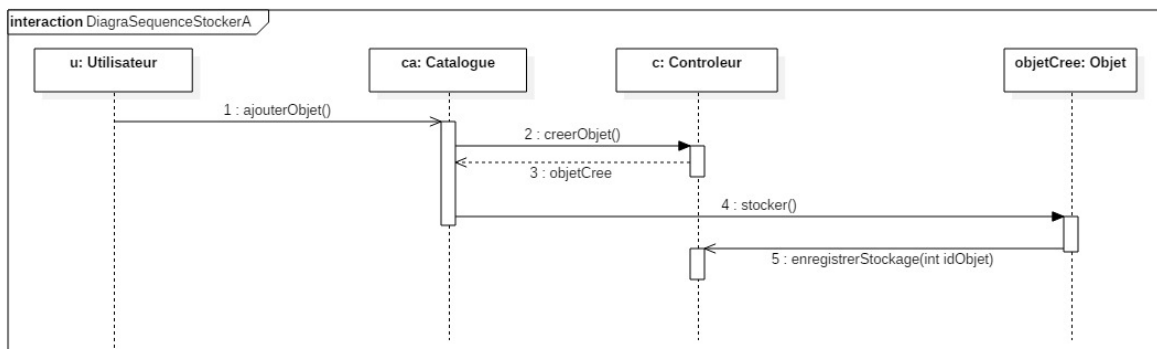 interaction DiagraSequenceStockerA
u: Utilisateur
ca: Catalogue
c: Controleur
objetCree: Objet
1 : ajouterObjet()
2 : creerObjet()
3 : objetCree
4 : stocker()
5 : enregistrerStockage(int idObjet)